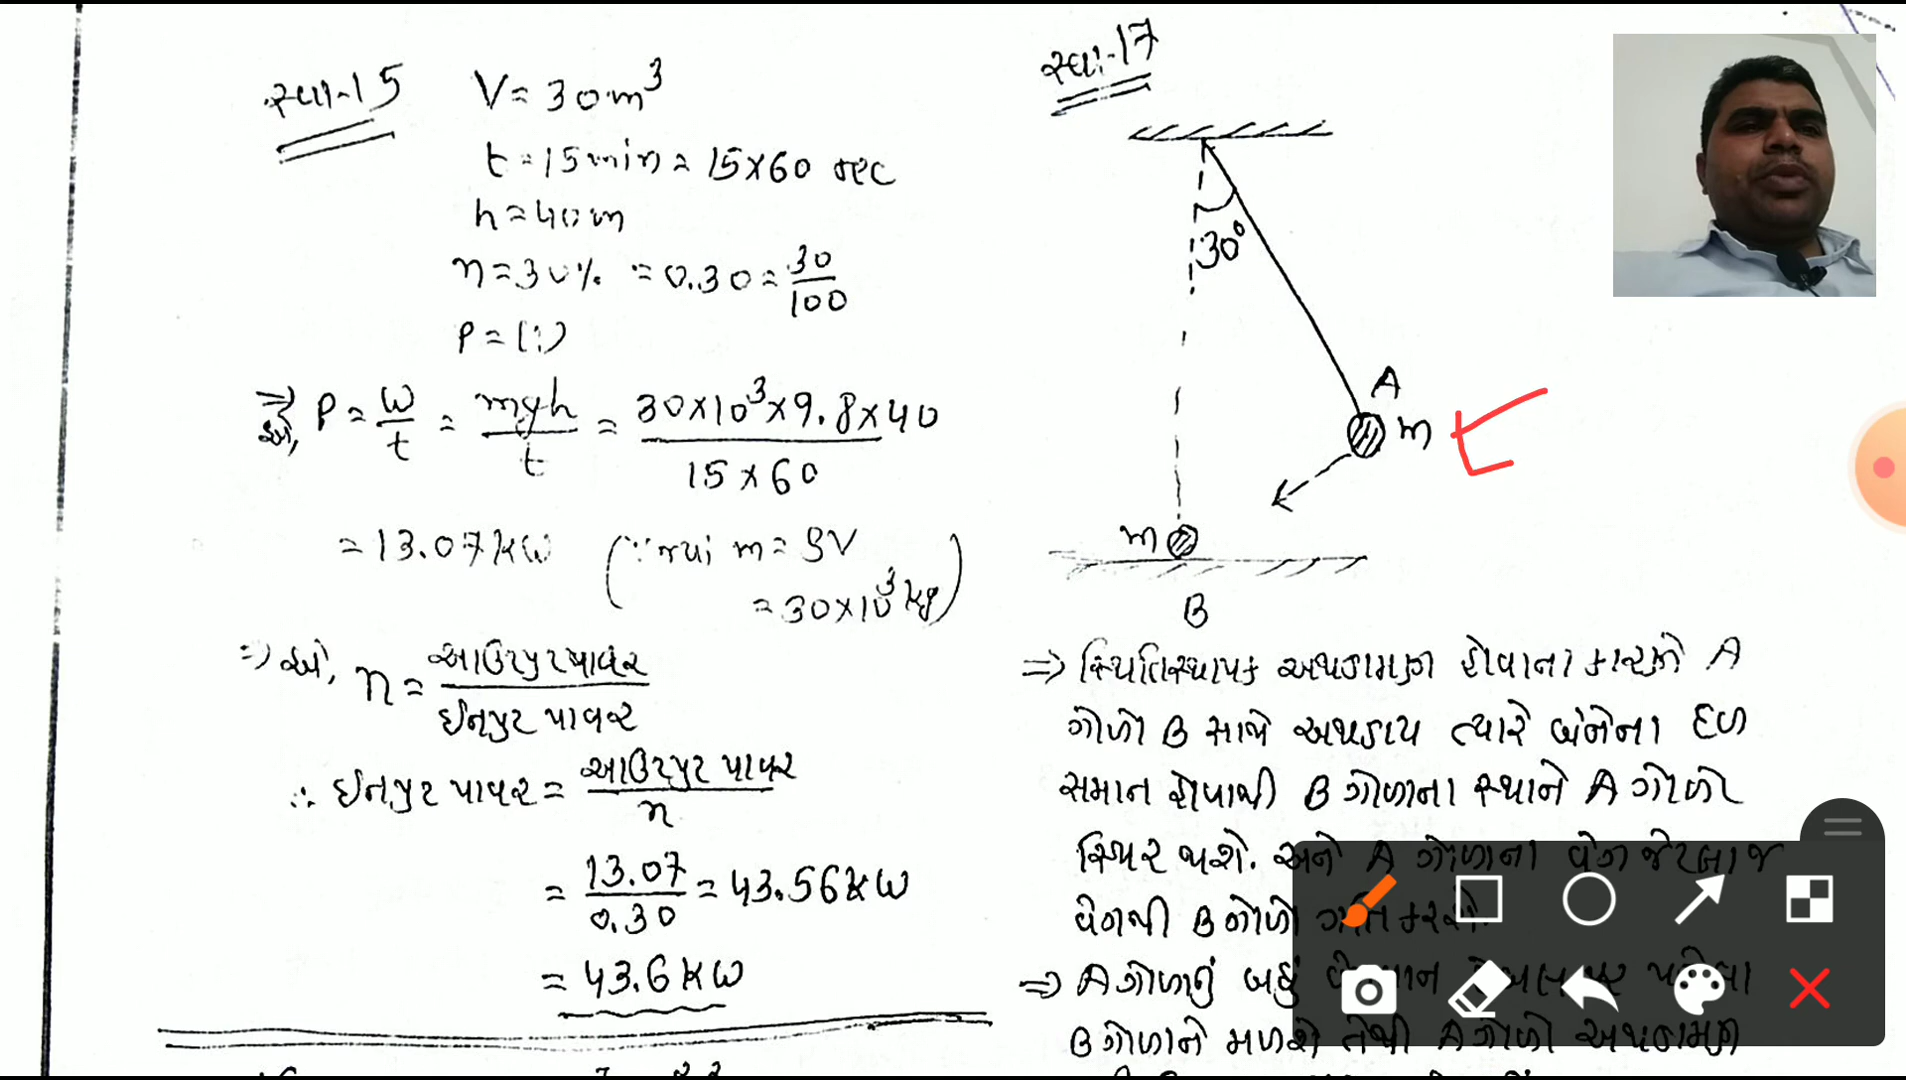 સ્વા-15
V = 30 m³
t = 15 min = 15×60 sec
h = 40 m
η = 30% = 0.30 = 30/100
P = (?)
⇒ P = W/t = mgh/t = 30×10³×9.8×40 / 15×60
= 13.07 kW (∵ જ્યાં m = ρV
= 30×10³ kg)
⇒ η = આઉટપુટ પાવર / ઈનપુટ પાવર
∴ ઈનપુટ પાવર = આઉટપુટ પાવર / η
= 13.07/0.30 = 43.56 kW
= 43.6 kW
સ્વા-17
30°
A
m
m
B
⇒ સ્થિતિસ્થાપક અથડામણ હોવાના કારણે A
ગોળો B સાથે અથડાય ત્યારે બંનેના દળ
સમાન હોવાથી B ગોળાના સ્થાને A ગોળો
સ્થિર થશે. અને A ગોળાના વેગ જેટલા જ
વેગથી B ગોળો ગતિ કરશે.
⇒ A ગોળાનું બધું
B ગોળાને મળશે તેથી A ગોળો અથડામણ